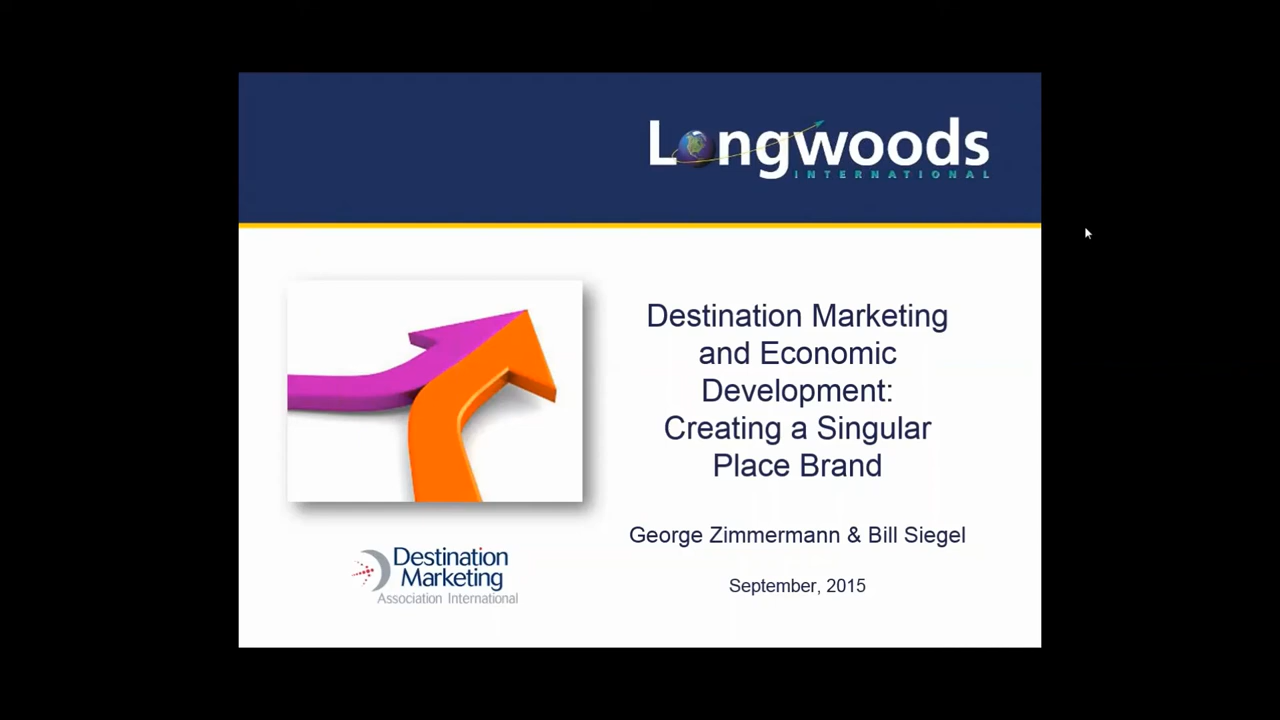 Longwoods
INTERNATIONAL
Destination Marketing
and Economic
Development:
Creating a Singular
Place Brand
George Zimmermann & Bill Siegel
September, 2015
Destination
Marketing
Association International